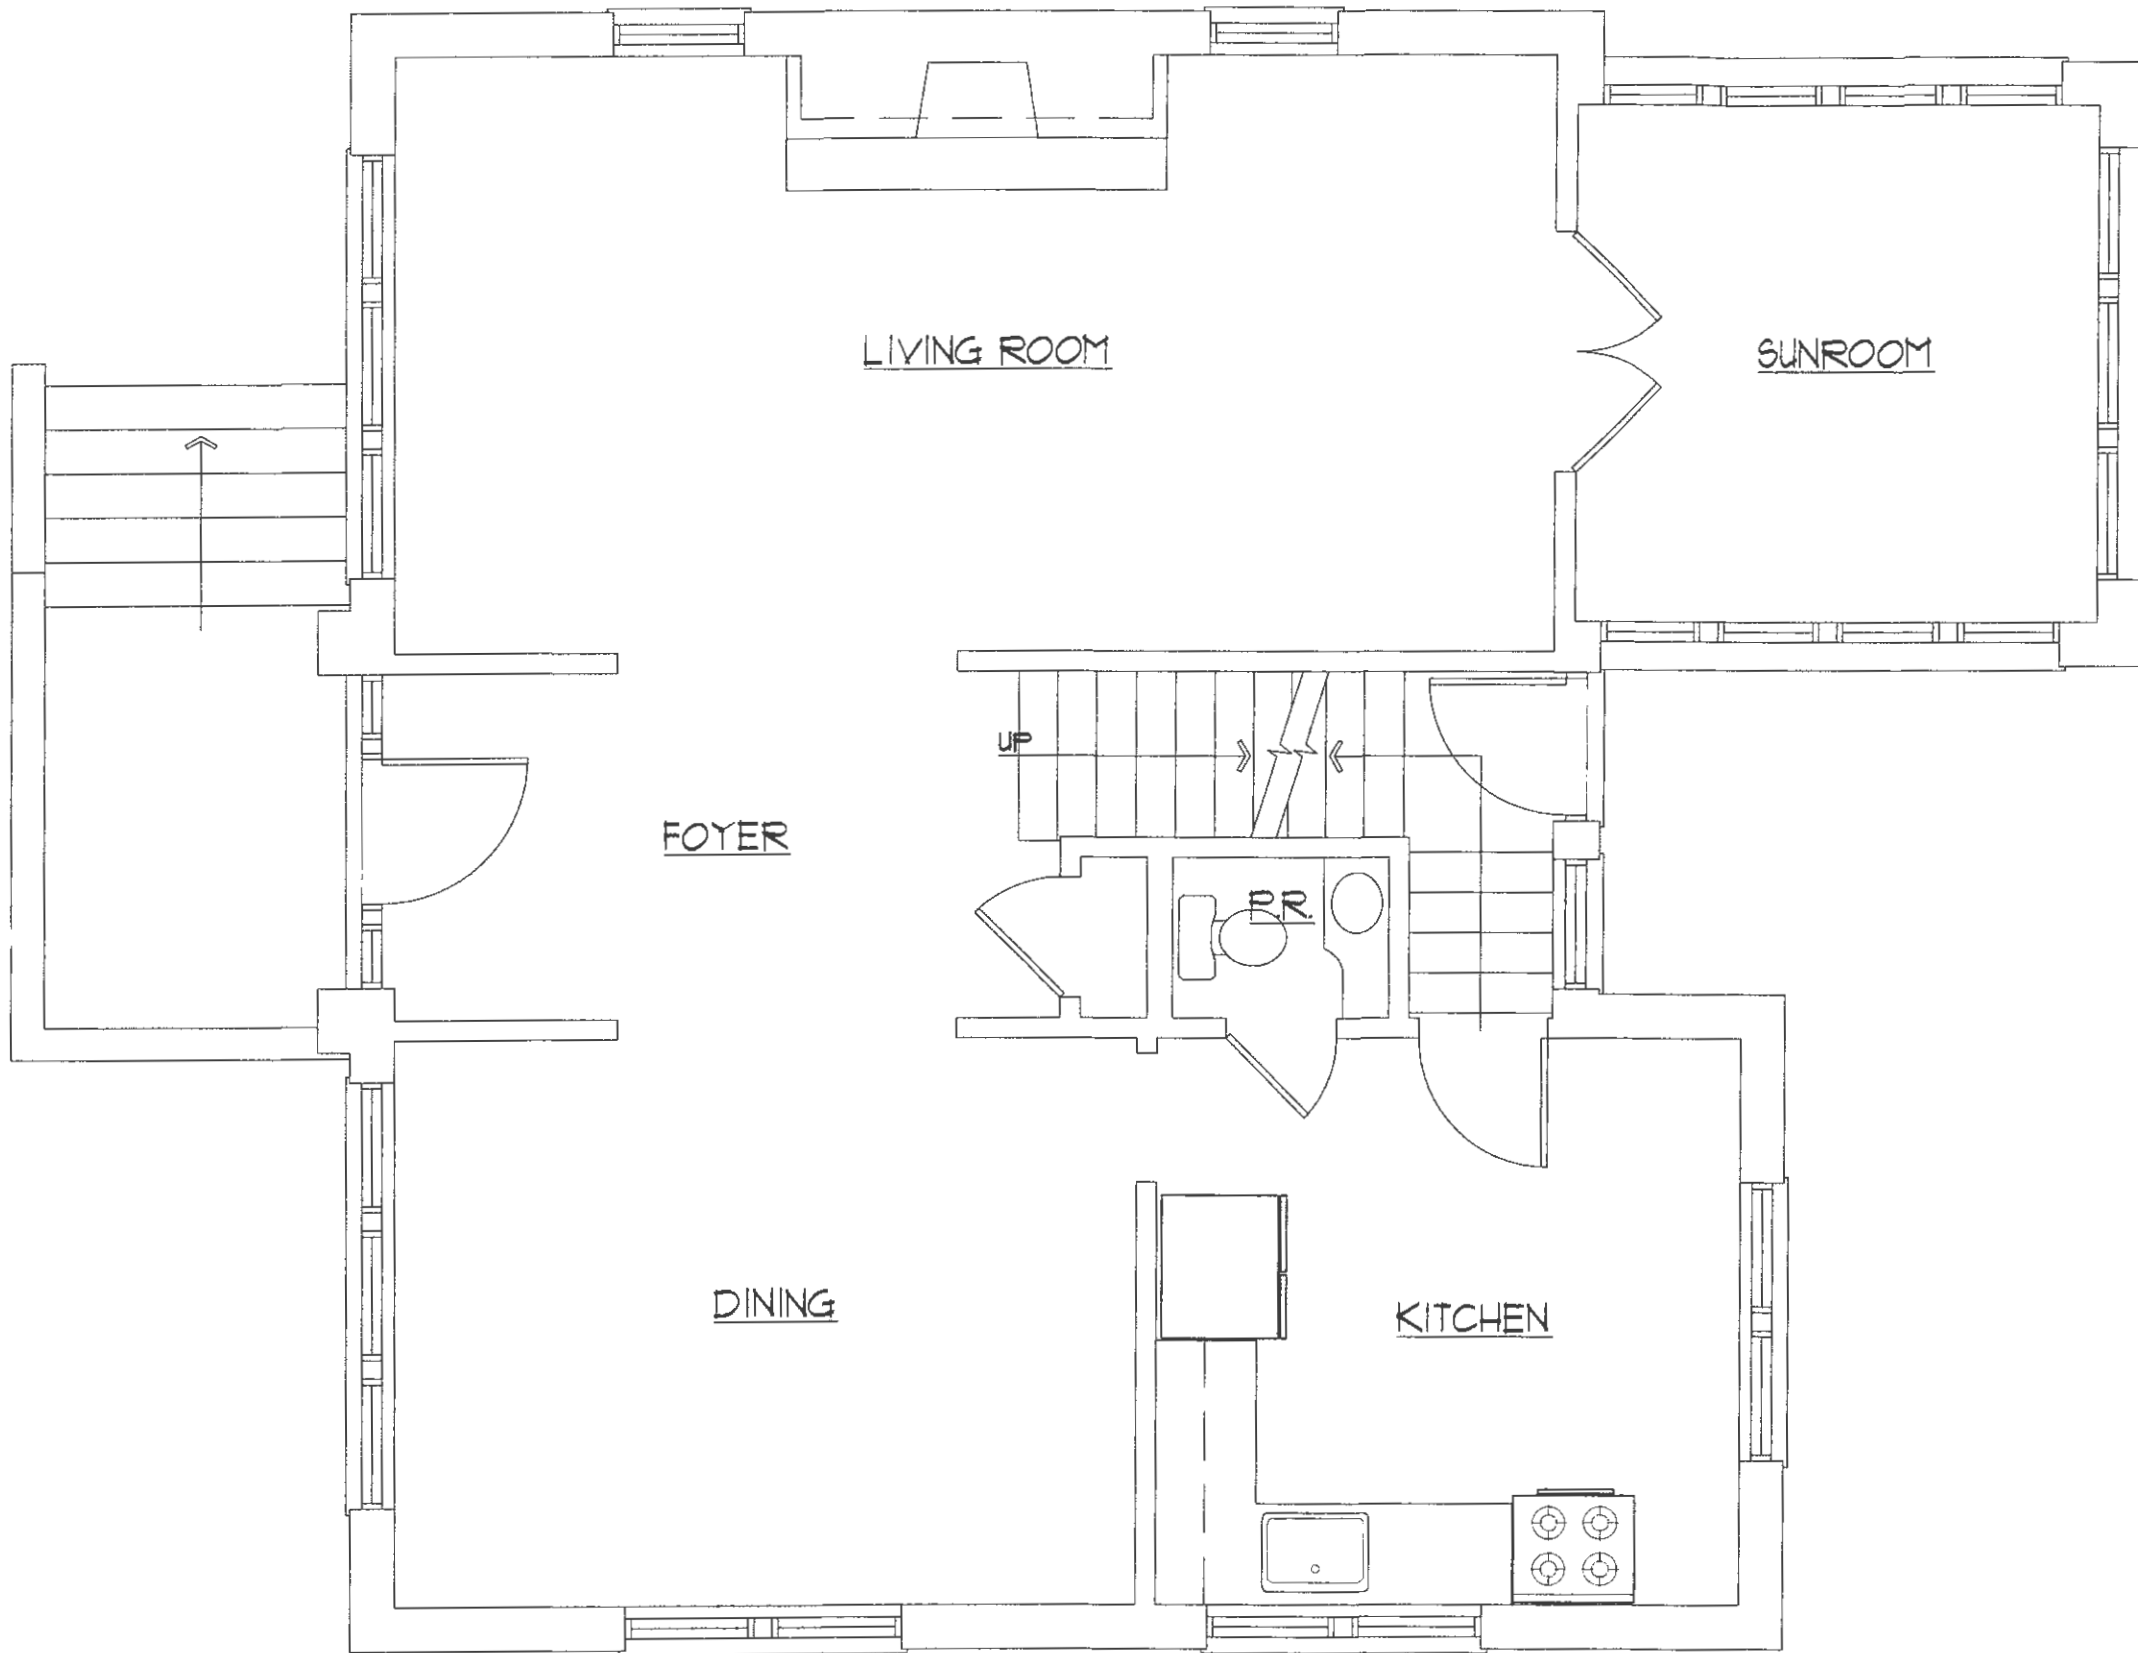 LIVING ROOM
SUNROOM
UP
FOYER
P.R.
DINING
KITCHEN